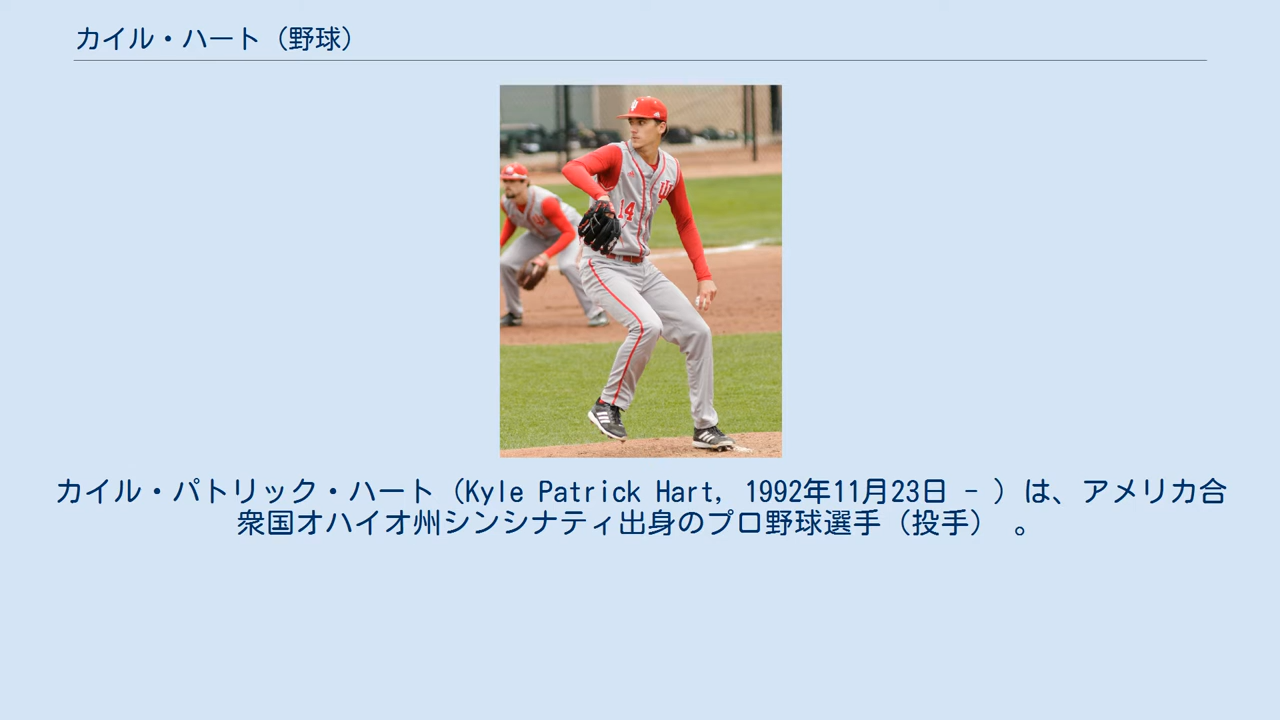 カイル・ハート（野球）
14
カイル・パトリック・ハート（Kyle Patrick Hart, 1992年11月23日 - ）は、アメリカ合
衆国オハイオ州シンシナティ出身のプロ野球選手（投手） 。